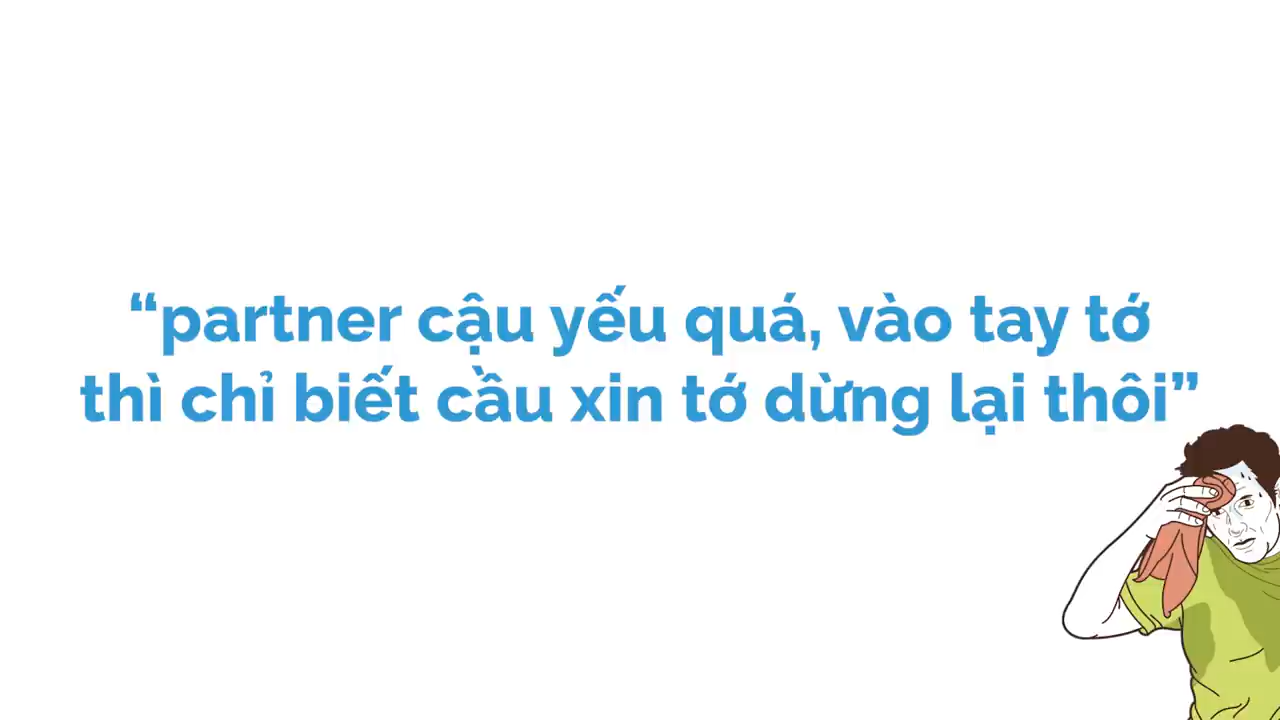 “partner cậu yếu quá, vào tay tớ
thì chỉ biết cầu xin tớ dừng lại thôi”